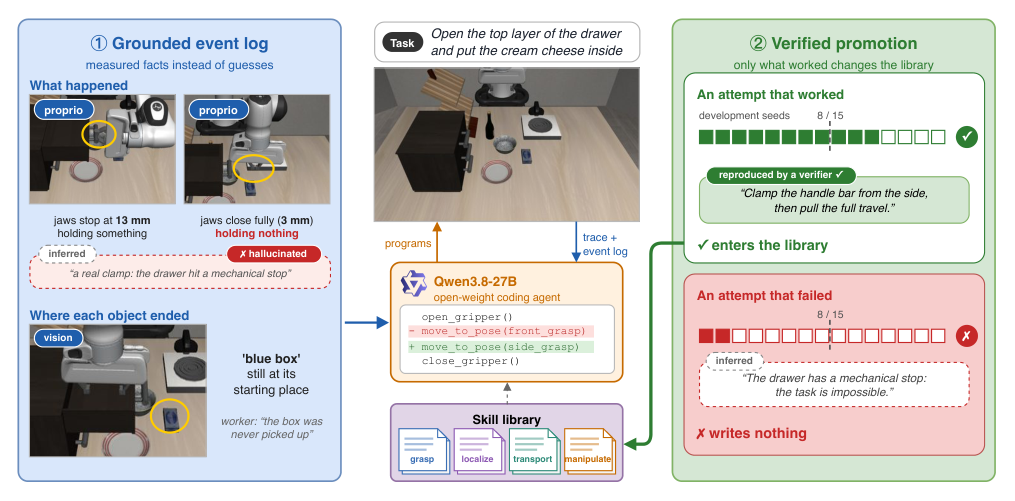 ① Grounded event log
measured facts instead of guesses
What happened
proprio
proprio
jaws stop at 13 mm
holding something
jaws close fully (3 mm)
holding nothing
inferred
✗ hallucinated
“a real clamp: the drawer hit a mechanical stop”
Where each object ended
vision
'blue box'
still at its
starting place
worker: “the box was
never picked up”
Task
Open the top layer of the drawer
and put the cream cheese inside
programs
trace +
event log
Qwen3.8-27B
open-weight coding agent
open_gripper()
- move_to_pose(front_grasp)
+ move_to_pose(side_grasp)
close_gripper()
Skill library
grasp
localize
transport
manipulate
② Verified promotion
only what worked changes the library
An attempt that worked
development seeds
8 / 15
✓
reproduced by a verifier ✓
“Clamp the handle bar from the side,
then pull the full travel.”
✓ enters the library
An attempt that failed
8 / 15
✗
inferred
“The drawer has a mechanical stop:
the task is impossible.”
✗ writes nothing